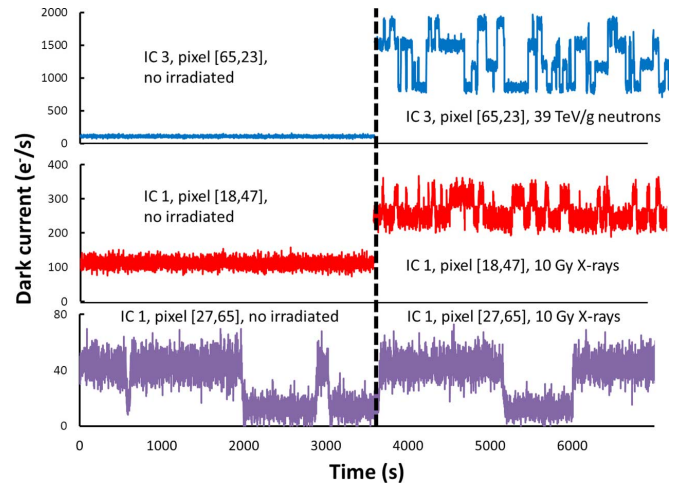 Dark current (e⁻/s)
2000
1500
1000
500
0
IC 3, pixel [65,23],
no irradiated
IC 3, pixel [65,23], 39 TeV/g neutrons
400
300
200
100
0
IC 1, pixel [18,47],
no irradiated
IC 1, pixel [18,47], 10 Gy X-rays
80
40
0
IC 1, pixel [27,65], no irradiated
IC 1, pixel [27,65], 10 Gy X-rays
0 1000 2000 3000 4000 5000 6000
Time (s)